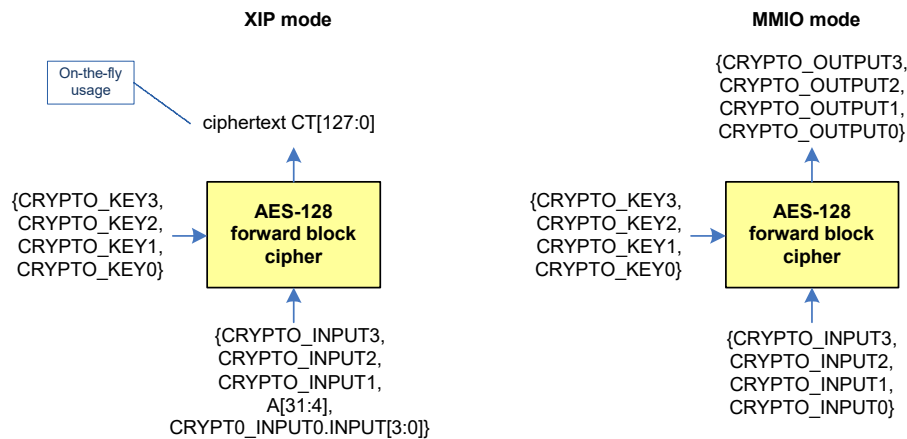 XIP mode
On-the-fly
usage
ciphertext CT[127:0]
{CRYPTO_KEY3,
CRYPTO_KEY2,
CRYPTO_KEY1,
CRYPTO_KEY0}
AES-128
forward block
cipher
{CRYPTO_INPUT3,
CRYPTO_INPUT2,
CRYPTO_INPUT1,
A[31:4],
CRYPT0_INPUT0.INPUT[3:0]}
MMIO mode
{CRYPTO_OUTPUT3,
CRYPTO_OUTPUT2,
CRYPTO_OUTPUT1,
CRYPTO_OUTPUT0}
{CRYPTO_KEY3,
CRYPTO_KEY2,
CRYPTO_KEY1,
CRYPTO_KEY0}
AES-128
forward block
cipher
{CRYPTO_INPUT3,
CRYPTO_INPUT2,
CRYPTO_INPUT1,
CRYPTO_INPUT0}